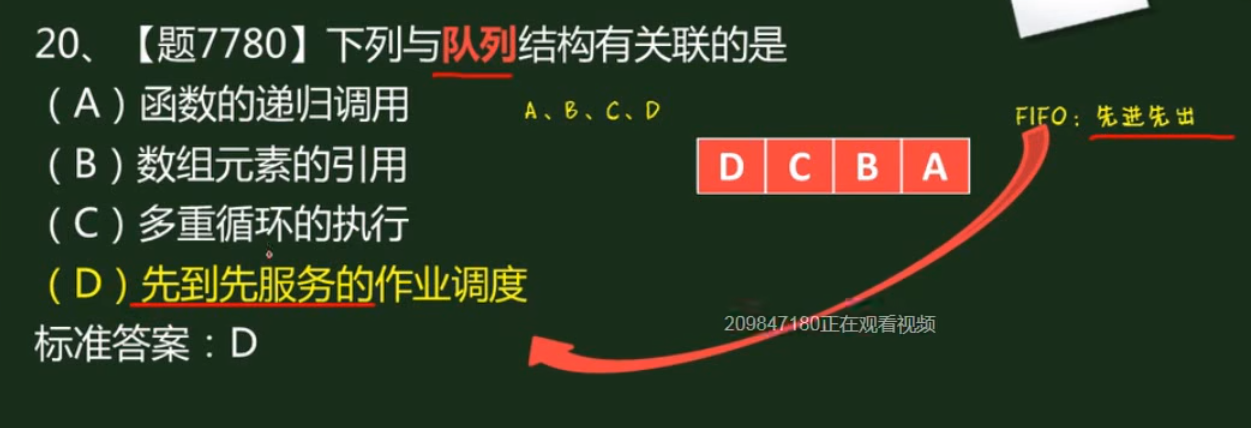 20、【题7780】下列与队列结构有关联的是
（A）函数的递归调用
A、B、C、D
FIFO：先进先出
（B）数组元素的引用
D C B A
（C）多重循环的执行
（D）先到先服务的作业调度
209847180正在观看视频
标准答案：D